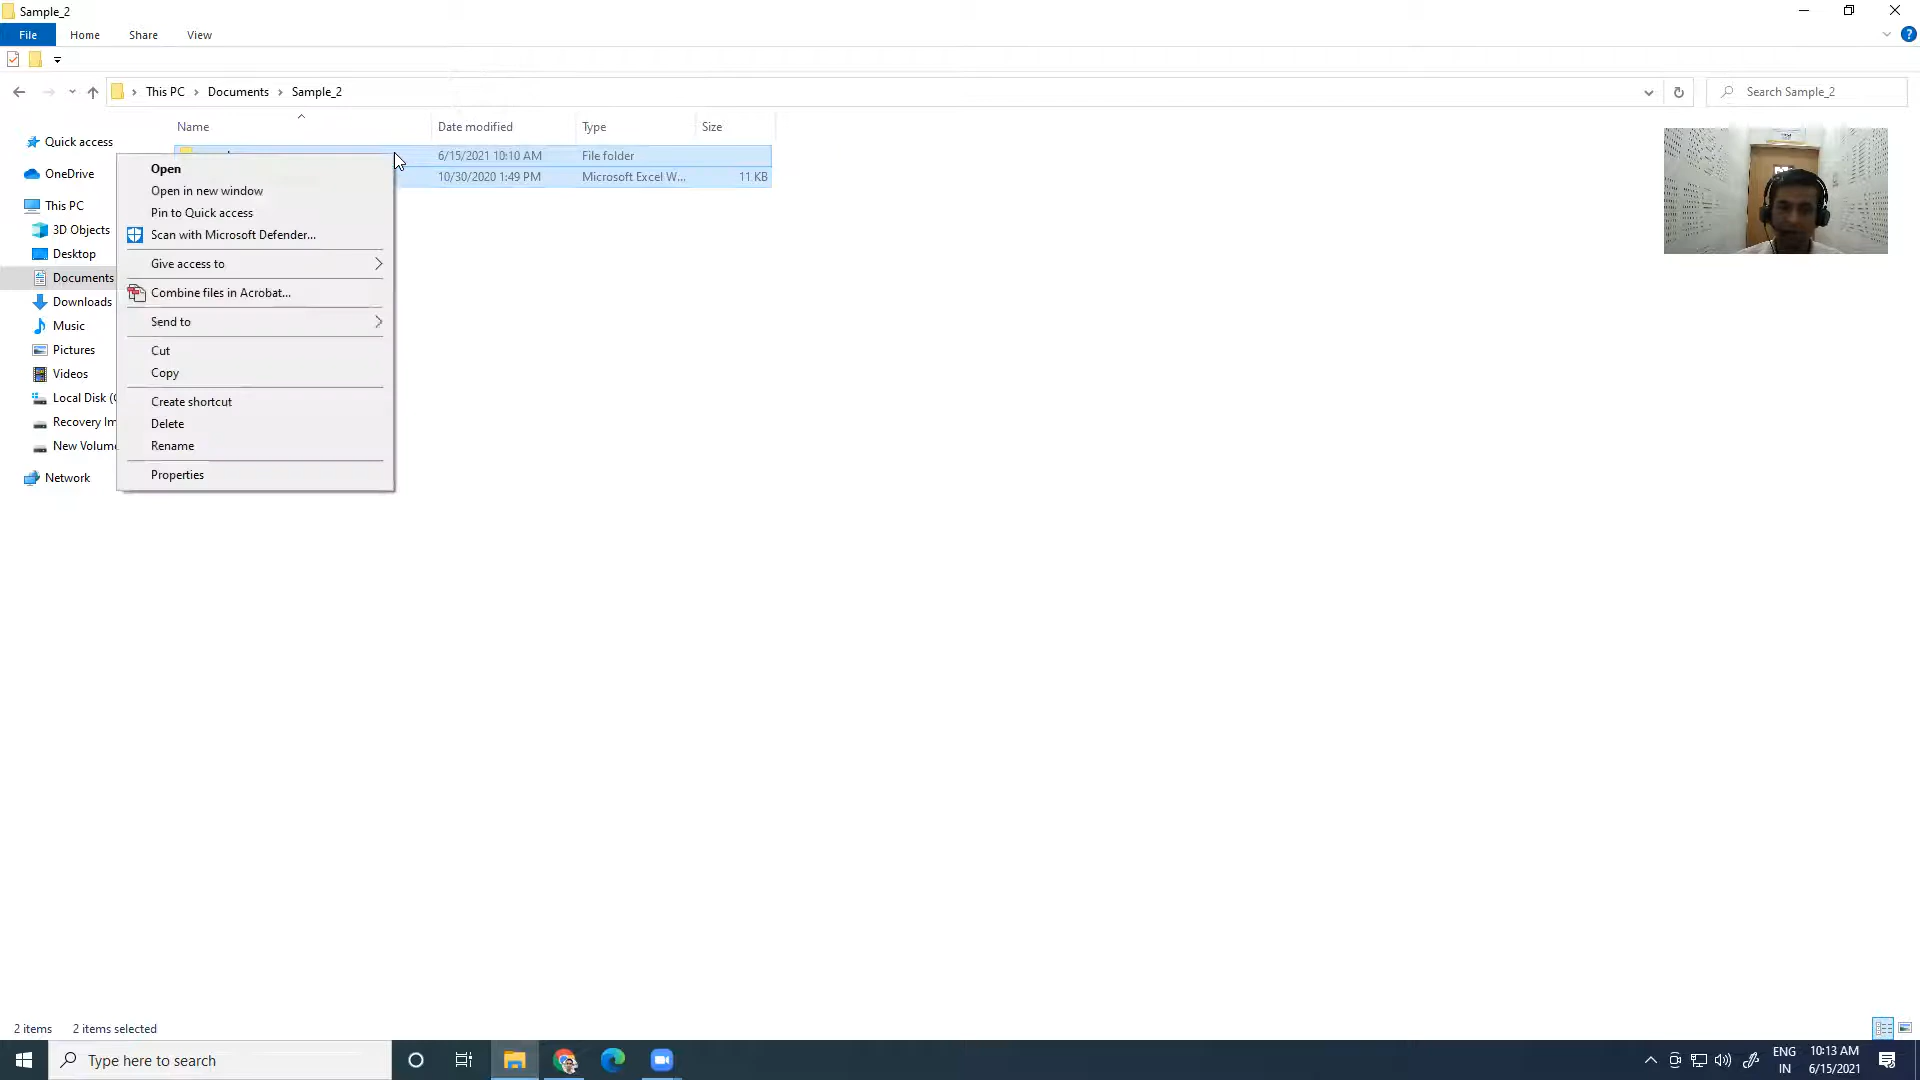 Sample_2
File Home Share View
This PC Documents Sample_2
Search Sample_2
Name Date modified Type Size
6/15/2021 10:10 AM File folder
10/30/2020 1:49 PM Microsoft Excel W... 11 KB
Quick access
OneDrive
This PC
3D Objects
Desktop
Documents
Downloads
Music
Pictures
Videos
Local Disk (
Recovery Im
New Volum
Network
Open
Open in new window
Pin to Quick access
Scan with Microsoft Defender...
Give access to
Combine files in Acrobat...
Send to
Cut
Copy
Create shortcut
Delete
Rename
Properties
2 items 2 items selected
Type here to search
ENG
IN
10:13 AM
6/15/2021